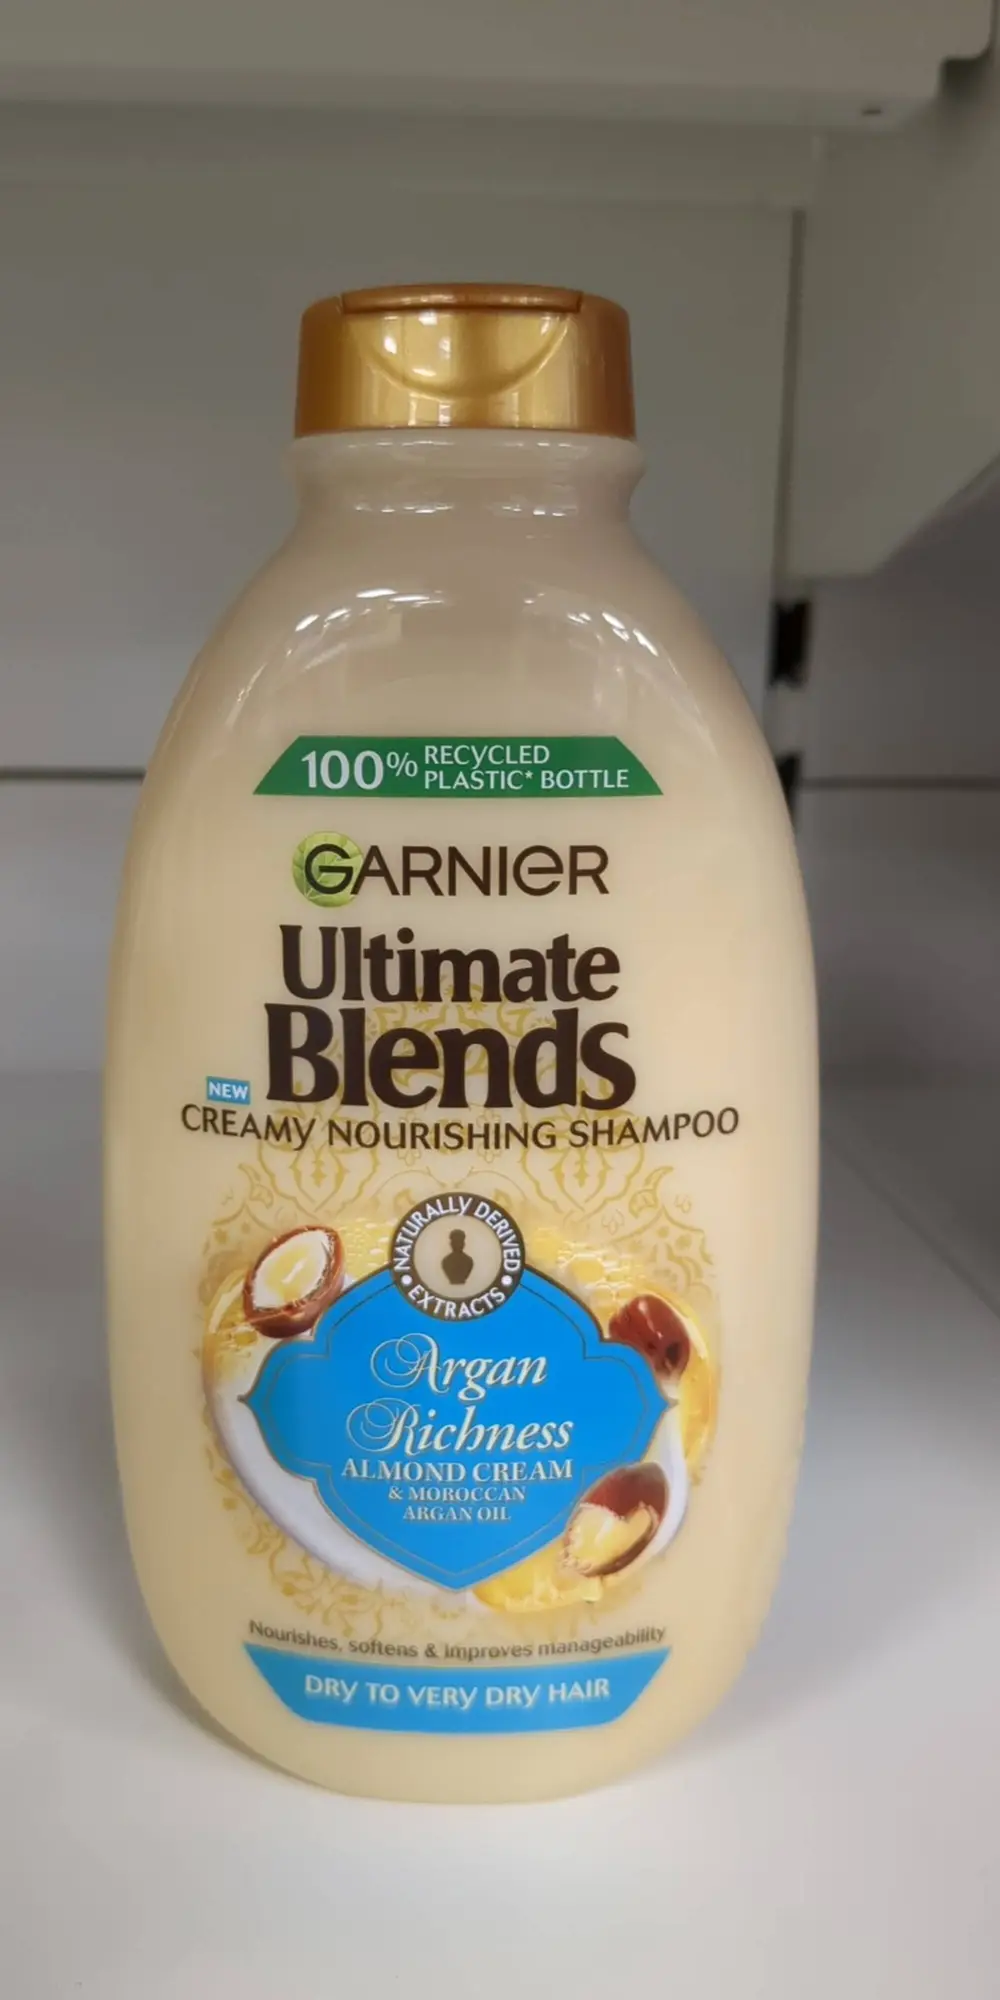 100% RECYCLED
PLASTIC* BOTTLE
GARNIER
Ultimate
Blends
NEW
CREAMY NOURISHING SHAMPOO
NATURALLY DERIVED
EXTRACTS
Argan
Richness
ALMOND CREAM
& MOROCCAN
ARGAN OIL
Nourishes, softens & improves manageability
DRY TO VERY DRY HAIR